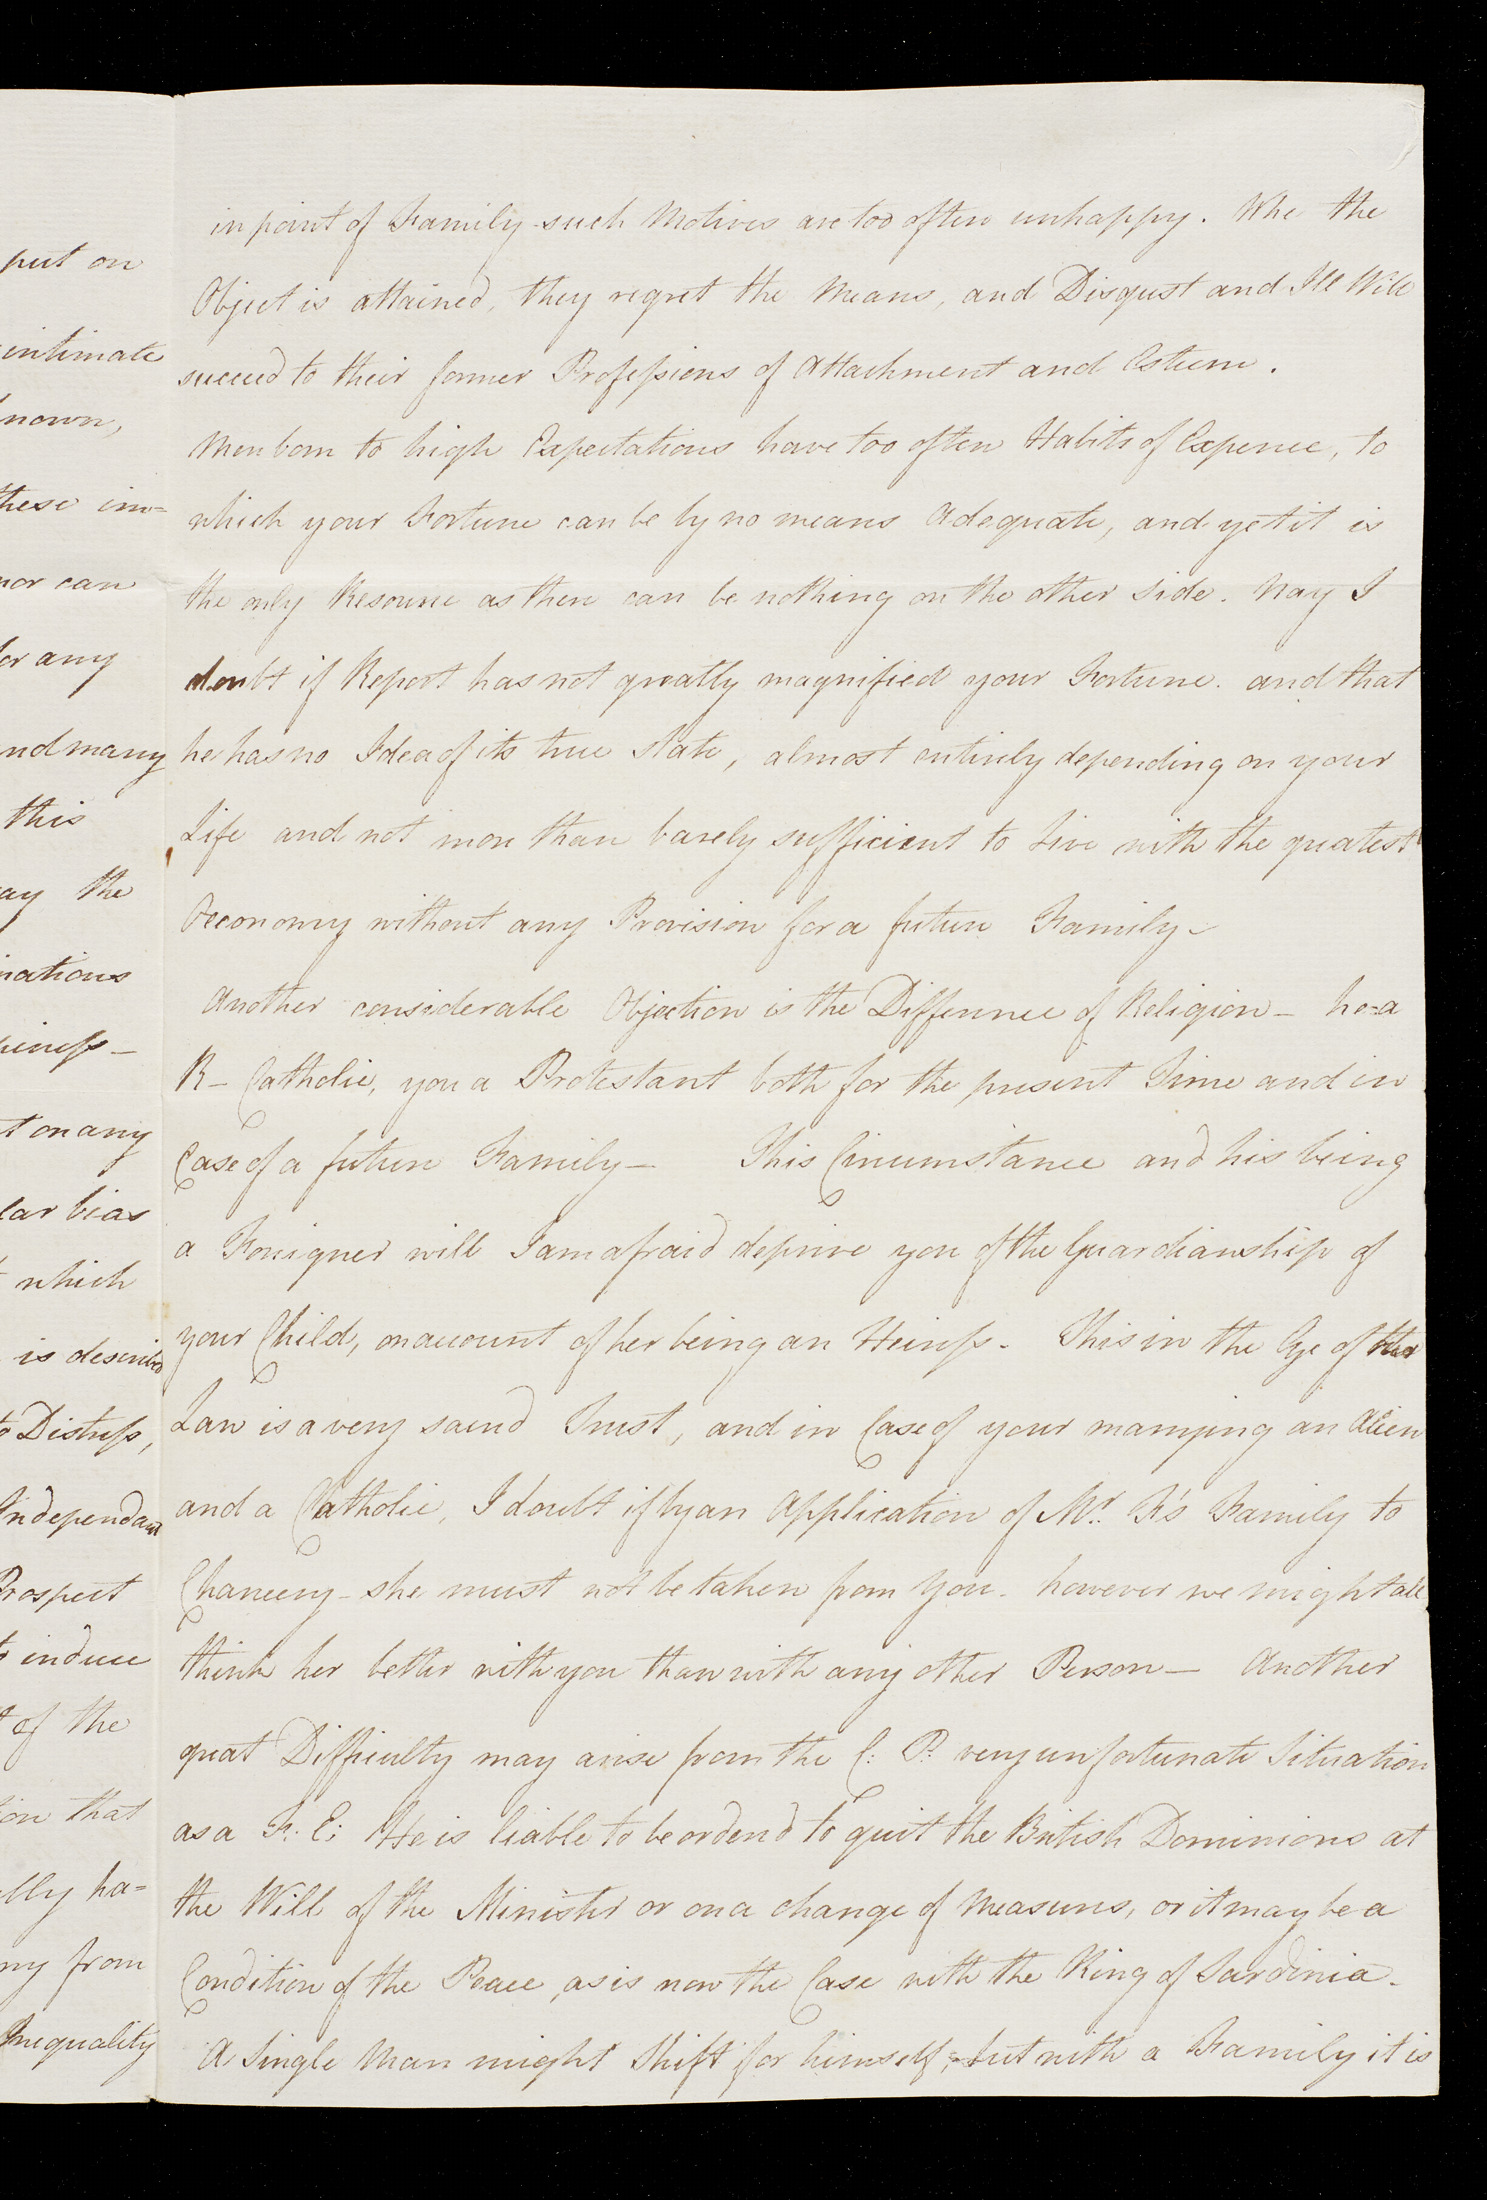 put on
intimate
nown,
these im=
nor can
for any
and many
this
ay the
nations
piness –
t on any
lar bias
which
is described
to Distress,
Independant
Prospect
to induce
of the
ion that
lly ha=
ny from
Inequality
in point of Family such Motives are too often unhappy. Whe the
Object is attained, they regret the Means, and Disgust and Ill Will
succeed to their former Professions of Attachment and Esteem.
Men born to high Expectations have too often Habits of Expence, to
which your Fortune can be by no means Adequate, and yet it is
the only Resource as there can be nothing on the other side. Nay I
doubt if Report has not greatly magnified your Fortune. and that
he has no Idea of its true state, almost entirely depending on your
Life and not more than barely sufficient to Live with the greatest
Oeconomy without any Provision for a future Family –
Another considerable Objection is the Difference of Religion – he=a
R – Catholic, you a Protestant both for the present Time and in
Case of a future Family – This Circumstance and his being
a Foreigner will I am afraid deprive you of the Guardianship of
your Child, on account of her being an Heiress. This in the Eye of the
Law is a very sacred Trust, and in Case of your marrying an Alien
and a Catholic, I doubt if by an Application of Mr. F's Family to
Chancery – she must not be taken from You. however we might all
think her better with you than with any other Person – Another
great Difficulty may arise from the C: P: very unfortunate Situation
as a F: E: He is liable to be ordered to quit the British Dominions at
the Will of the Minister or on a change of Measures, or it may be a
Condition of the Peace, as is now the Case with the King of Sardinia.
A Single Man might Shift for himself; but with a Family it is